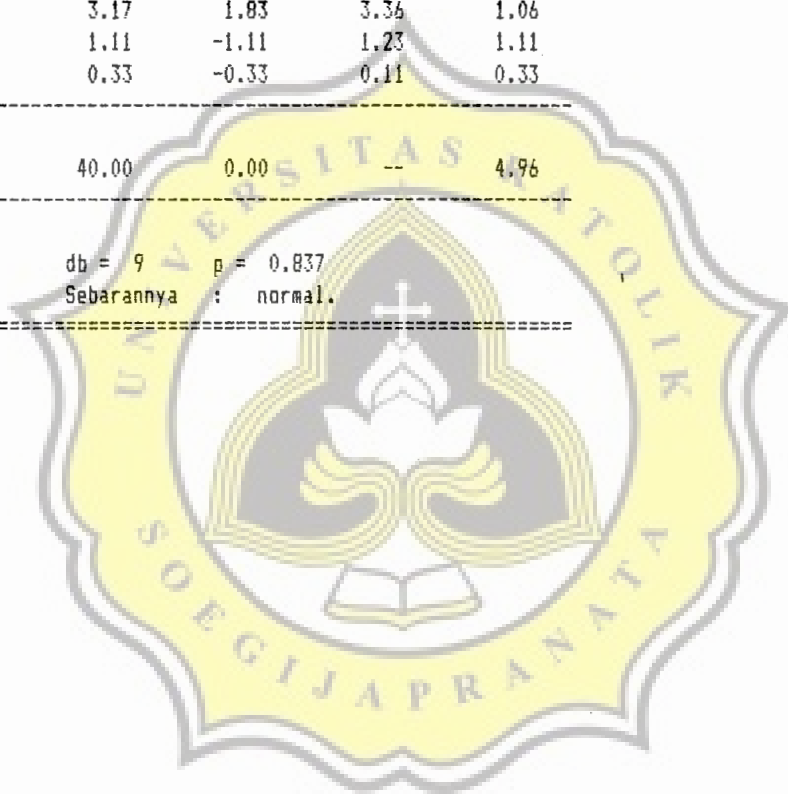 3.17 1.83 3.36 1.06
1.11 -1.11 1.23 1.11
0.33 -0.33 0.11 0.33
40.00 0.00 -- 4.96
db = 9 p = 0.837
Sebarannya : normal.
UNIVERSITAS KATOLIK
SOEGIJAPRANATA